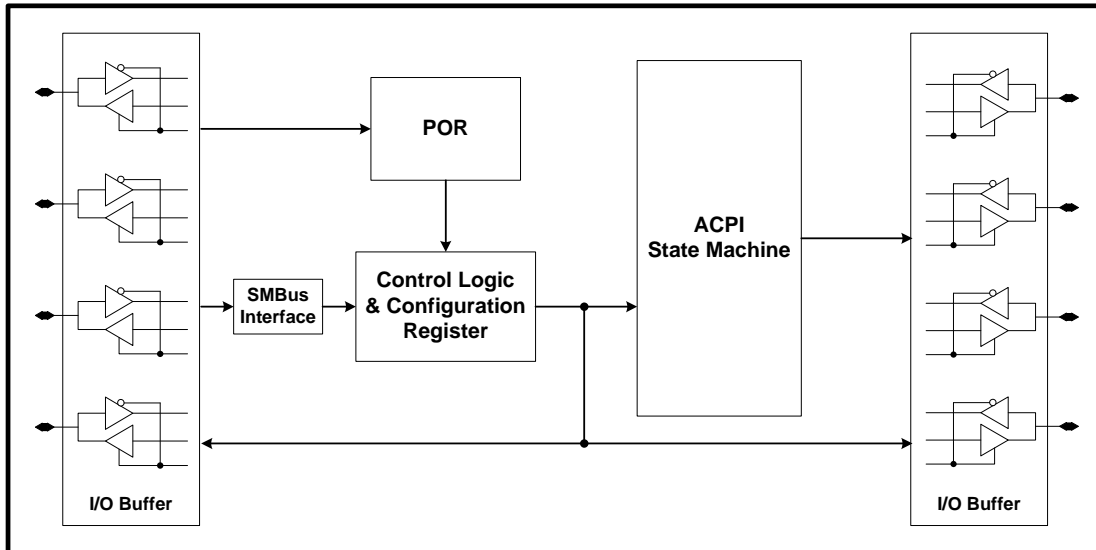 POR
ACPI
State Machine
SMBus
Interface
Control Logic
& Configuration
Register
I/O Buffer
I/O Buffer